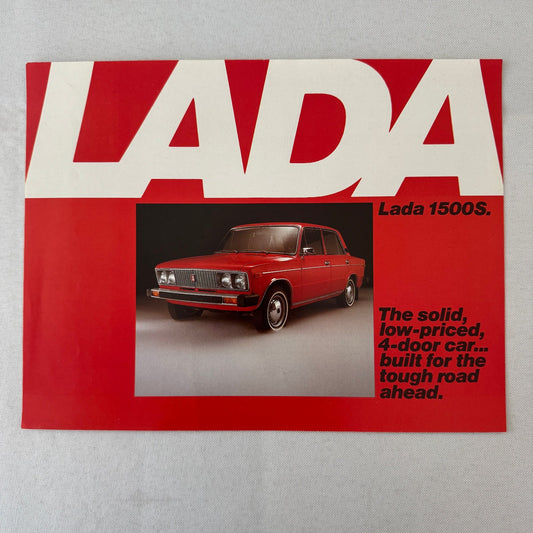 LADA
Lada 1500S.
The solid,
low-priced,
4-door car...
built for the
tough road
ahead.